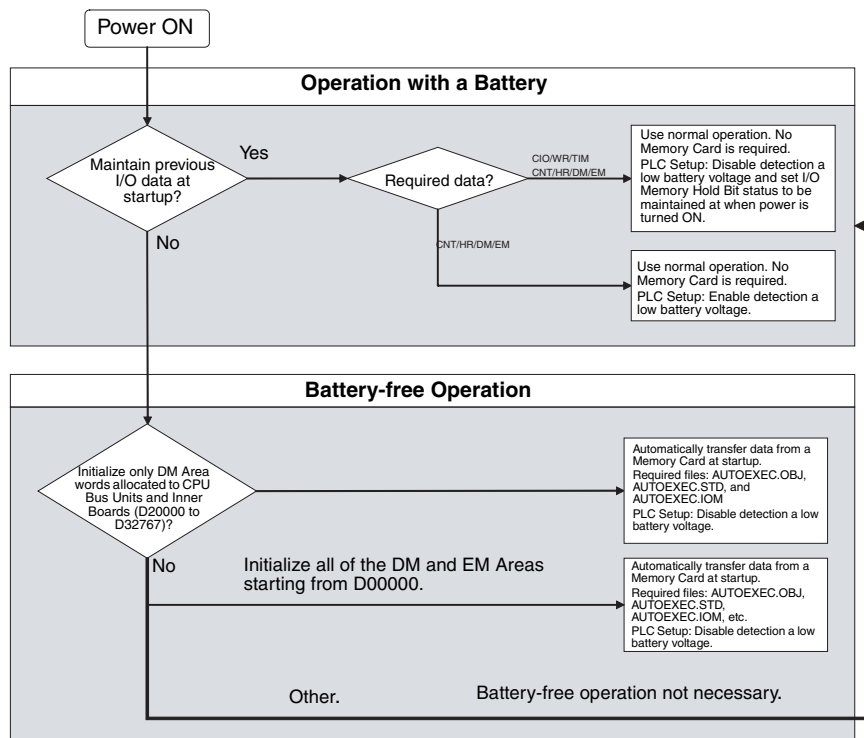 Power ON
Operation with a Battery
Maintain previous
I/O data at
startup?
Yes
No
Required data?
CIO/WR/TIM
CNT/HR/DM/EM
CNT/HR/DM/EM
Use normal operation. No
Memory Card is required.
PLC Setup: Disable detection a
low battery voltage and set I/O
Memory Hold Bit status to be
maintained at when power is
turned ON.
Use normal operation. No
Memory Card is required.
PLC Setup: Enable detection a
low battery voltage.
Battery-free Operation
Initialize only DM Area
words allocated to CPU
Bus Units and Inner
Boards (D20000 to
D32767)?
No
Automatically transfer data from a
Memory Card at startup.
Required files: AUTOEXEC.OBJ,
AUTOEXEC.STD, and
AUTOEXEC.IOM
PLC Setup: Disable detection a low
battery voltage.
Initialize all of the DM and EM Areas
starting from D00000.
Automatically transfer data from a
Memory Card at startup.
Required files: AUTOEXEC.OBJ,
AUTOEXEC.STD,
AUTOEXEC.IOM, etc.
PLC Setup: Disable detection a low
battery voltage.
Other.
Battery-free operation not necessary.